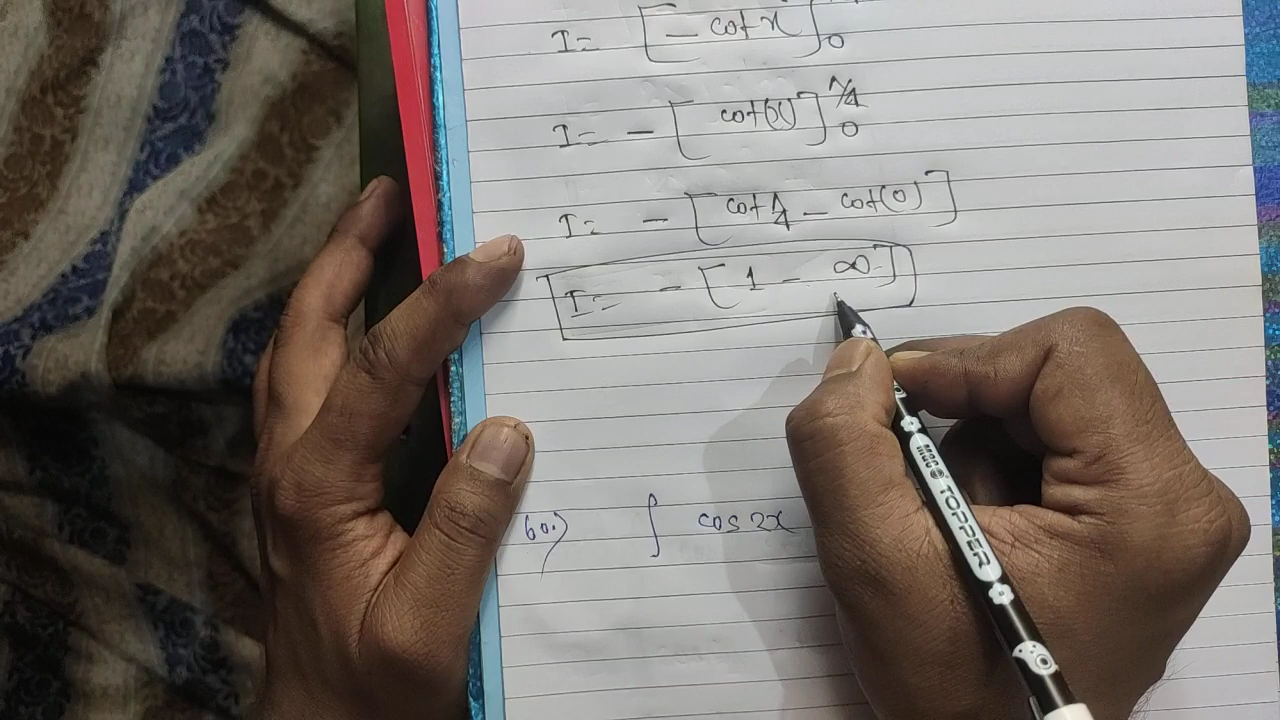 I = [- cot x]₀
I = - [cot(x)]₀^π/4
I = - [cot π/4 - cot(0)]
I = - [1 - ∞]
60.) ∫ cos 2x
TOPPER